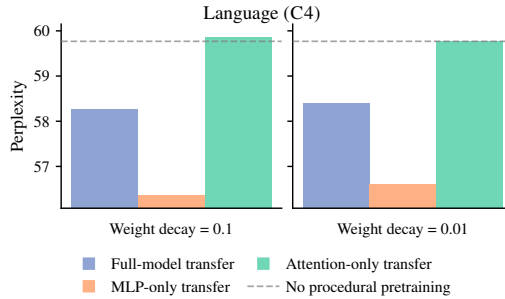 Language (C4)
Perplexity
60
59
58
57
Weight decay = 0.1
Weight decay = 0.01
Full-model transfer
Attention-only transfer
MLP-only transfer
No procedural pretraining